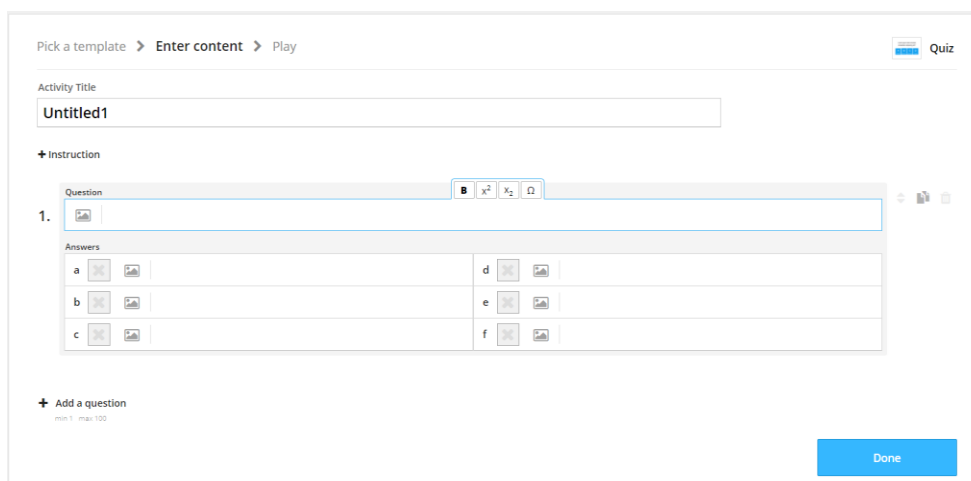 Pick a template > Enter content > Play
Quiz
Activity Title
Untitled1
+ Instruction
Question
B x² x₂ Ω
1.
Answers
a d
b e
c f
+ Add a question
min 1 max 100
Done